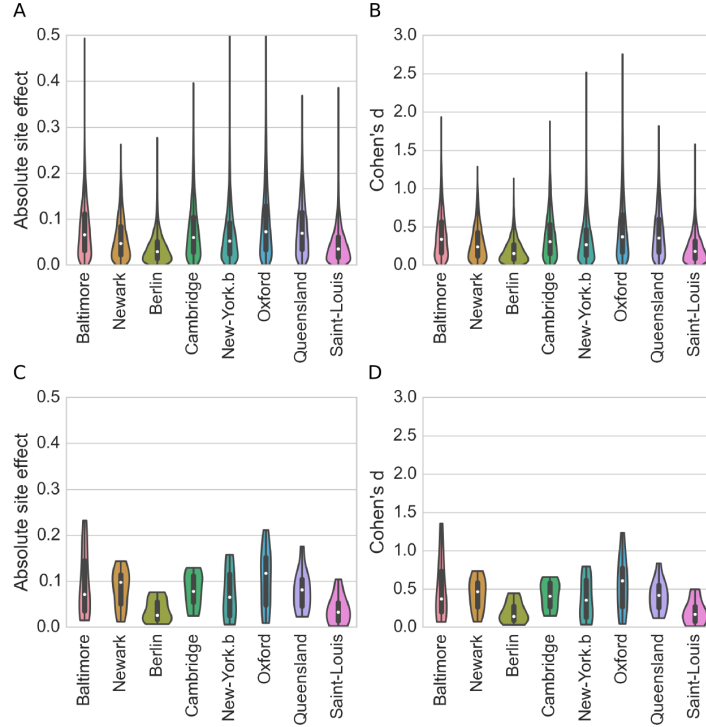 A
Absolute site effect
0.5
0.4
0.3
0.2
0.1
0.0
Baltimore
Newark
Berlin
Cambridge
New-York.b
Oxford
Queensland
Saint-Louis
B
Cohen's d
3.0
2.5
2.0
1.5
1.0
0.5
0.0
Baltimore
Newark
Berlin
Cambridge
New-York.b
Oxford
Queensland
Saint-Louis
C
Absolute site effect
0.5
0.4
0.3
0.2
0.1
0.0
Baltimore
Newark
Berlin
Cambridge
New-York.b
Oxford
Queensland
Saint-Louis
D
Cohen's d
3.0
2.5
2.0
1.5
1.0
0.5
0.0
Baltimore
Newark
Berlin
Cambridge
New-York.b
Oxford
Queensland
Saint-Louis